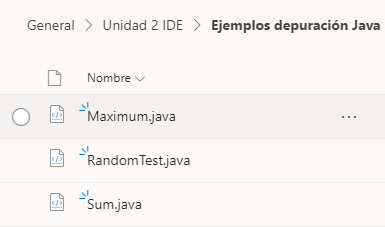 General > Unidad 2 IDE > Ejemplos depuración Java
Nombre
Maximum.java
RandomTest.java
Sum.java